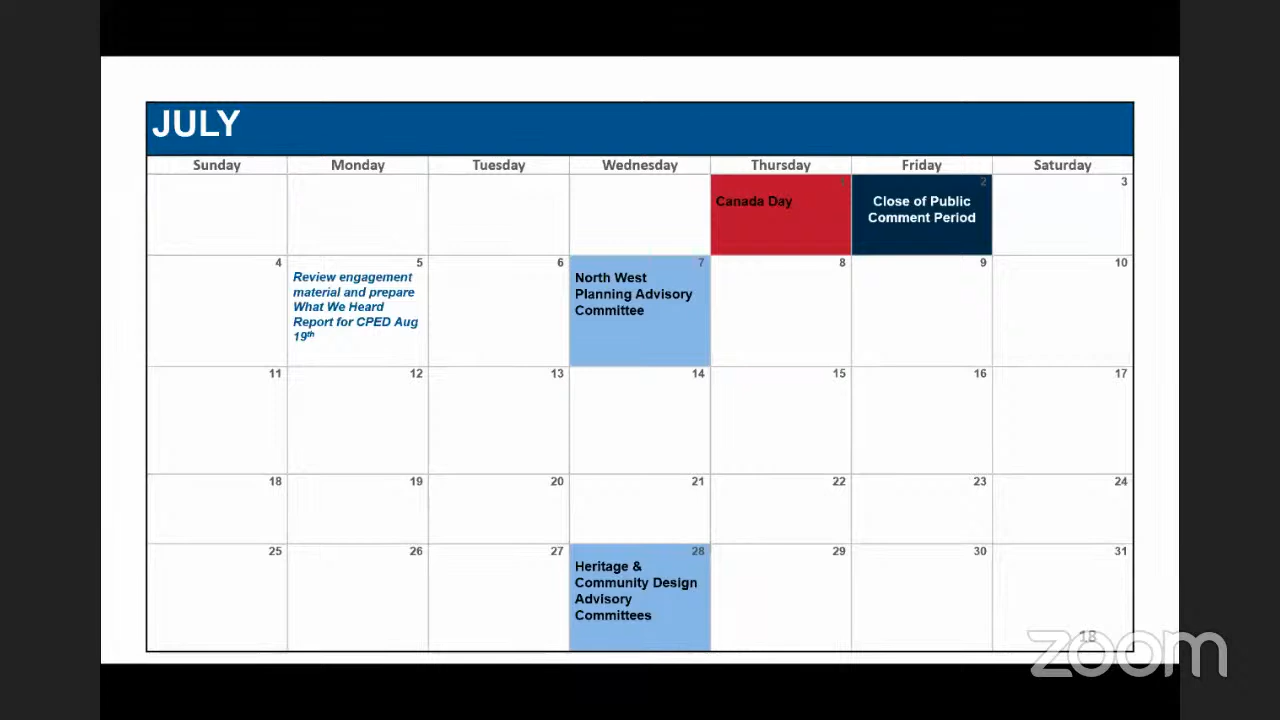 JULY
Sunday Monday Tuesday Wednesday Thursday Friday Saturday
1 2 3
Canada Day
Close of Public
Comment Period
4 5 6 7 8 9 10
Review engagement
material and prepare
What We Heard
Report for CPED Aug
19th
North West
Planning Advisory
Committee
11 12 13 14 15 16 17
18 19 20 21 22 23 24
25 26 27 28 29 30 31
Heritage &
Community Design
Advisory
Committees
18
zoom